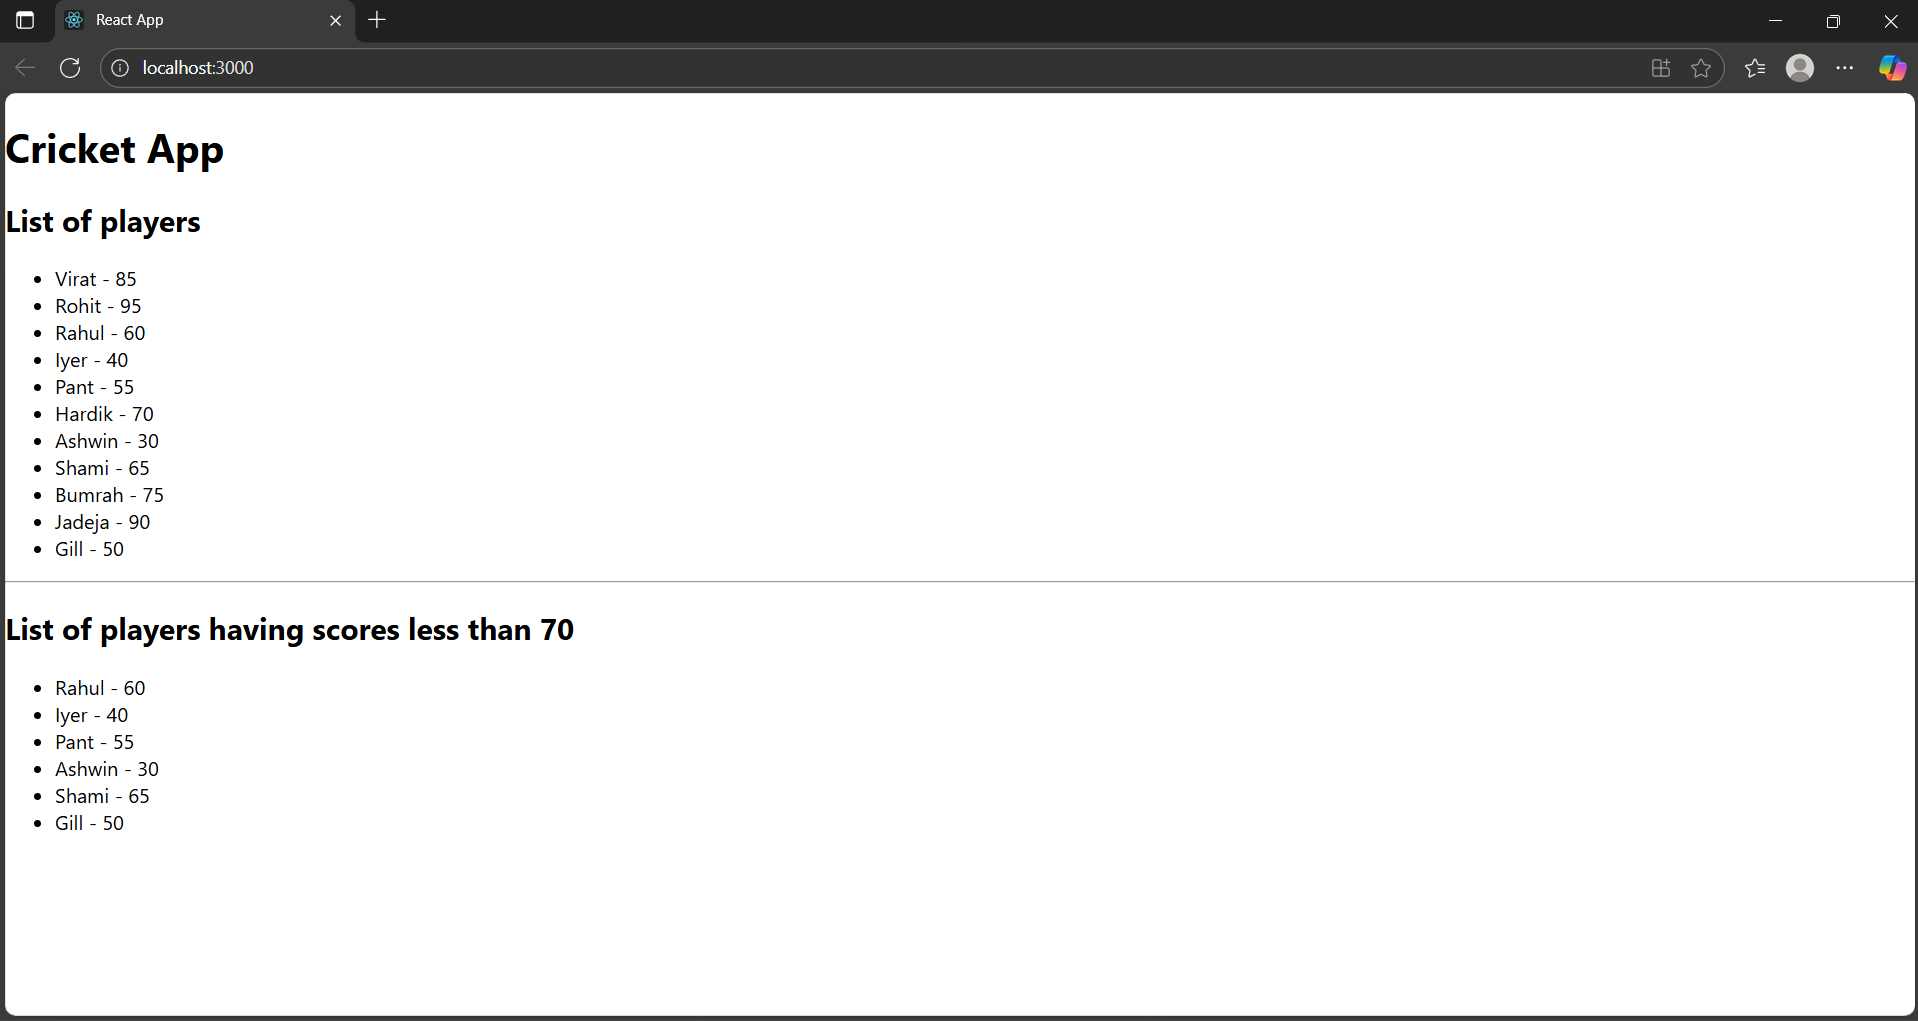 React App
localhost:3000
Cricket App
List of players
• Virat - 85
• Rohit - 95
• Rahul - 60
• Iyer - 40
• Pant - 55
• Hardik - 70
• Ashwin - 30
• Shami - 65
• Bumrah - 75
• Jadeja - 90
• Gill - 50
List of players having scores less than 70
• Rahul - 60
• Iyer - 40
• Pant - 55
• Ashwin - 30
• Shami - 65
• Gill - 50